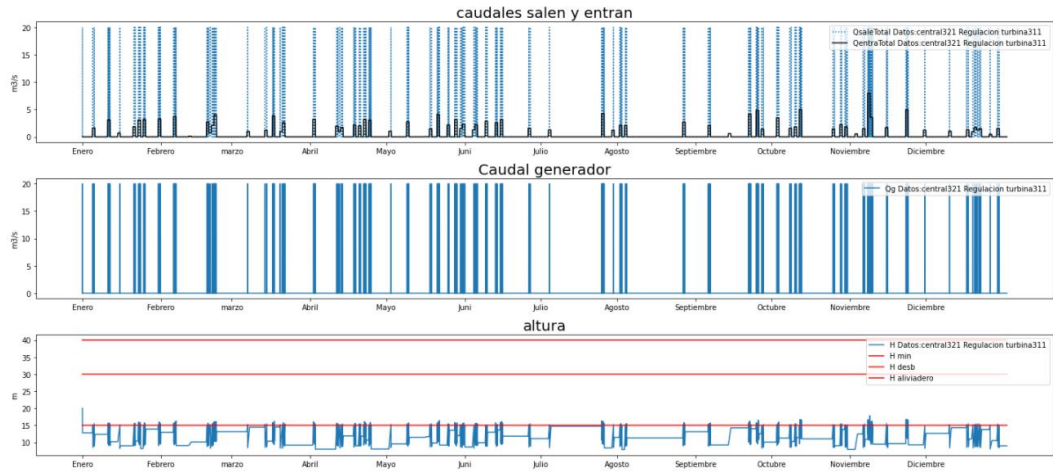 caudales salen y entran
20
15
10
5
0
m3/s
QsaleTotal Datos:central321 Regulacion turbina311
QentraTotal Datos:central321 Regulacion turbina311
Enero Febrero marzo Abril Mayo Juni Julio Agosto Septiembre Octubre Noviembre Diciembre
Caudal generador
20
15
10
5
0
m3/s
Qg Datos:central321 Regulacion turbina311
Enero Febrero marzo Abril Mayo Juni Julio Agosto Septiembre Octubre Noviembre Diciembre
altura
40
35
30
25
20
15
10
m
H Datos:central321 Regulacion turbina311
H min
H desb
H aliviadero
Enero Febrero marzo Abril Mayo Juni Julio Agosto Septiembre Octubre Noviembre Diciembre